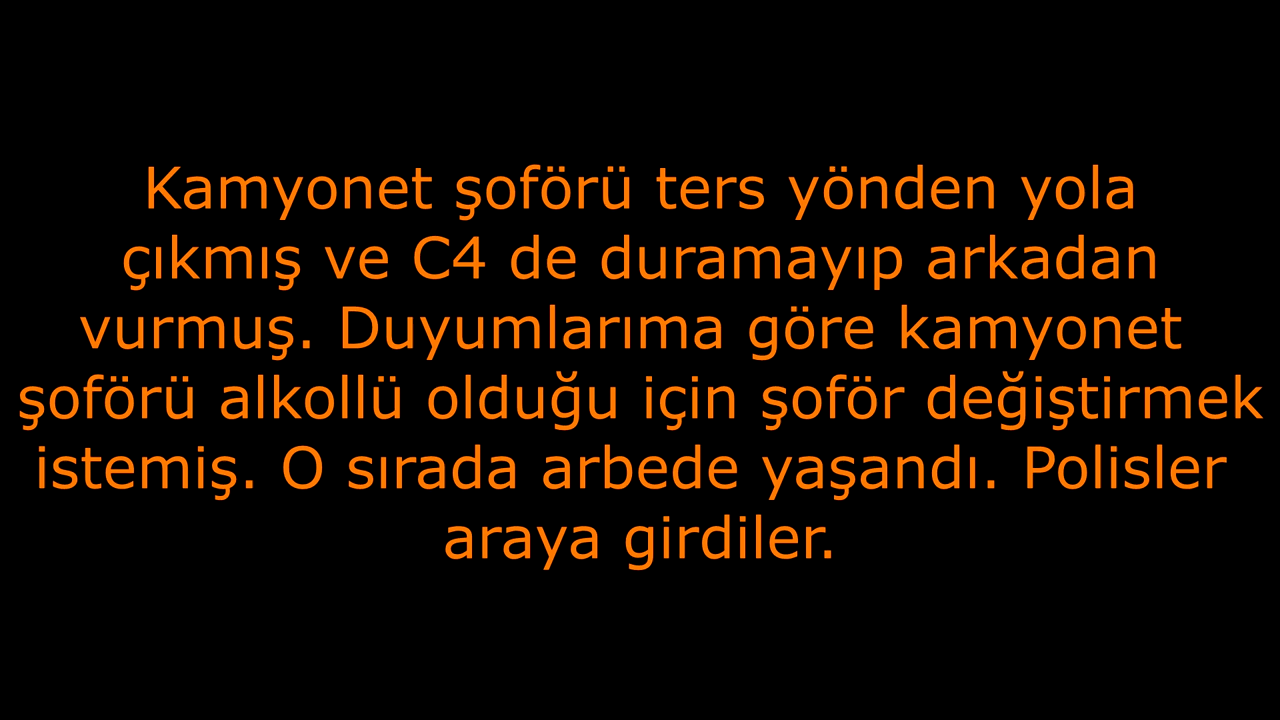 Kamyonet şoförü ters yönden yola
çıkmış ve C4 de duramayıp arkadan
vurmuş. Duyumlarıma göre kamyonet
şoförü alkollü olduğu için şoför değiştirmek
istemiş. O sırada arbede yaşandı. Polisler
araya girdiler.